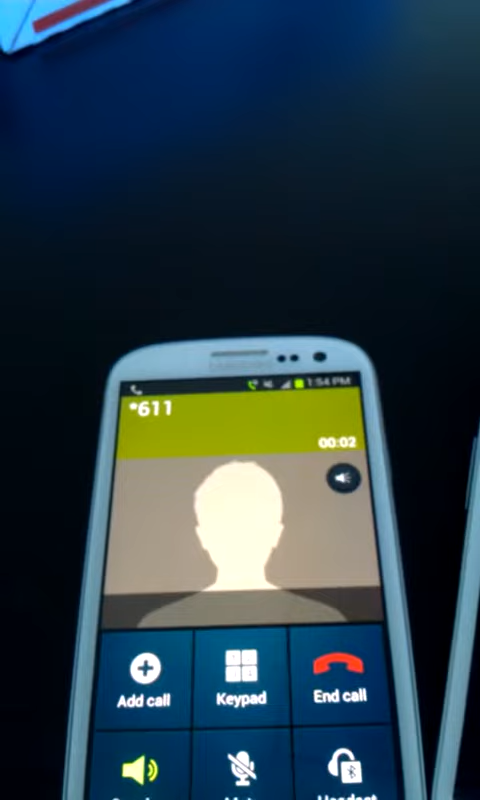 SAMSUNG
1:54 PM
*611
00:02
Add call
Keypad
End call